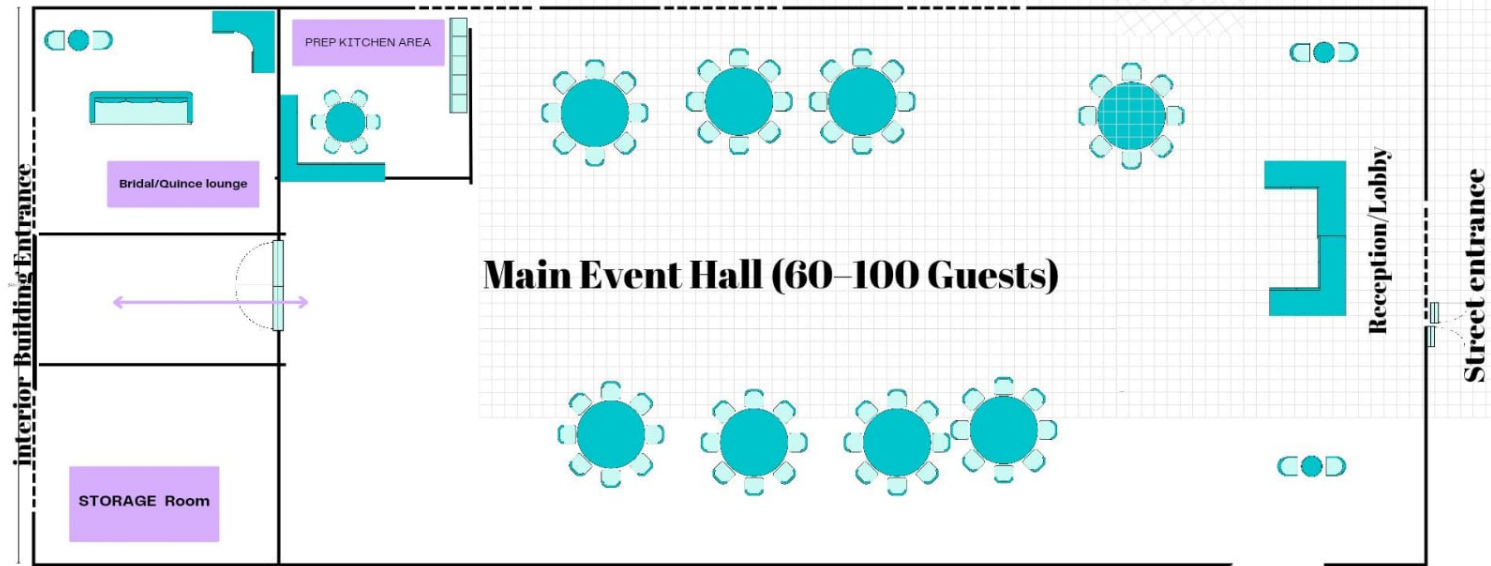 PREP KITCHEN AREA
Bridal/Quince lounge
interior Building Entrance
Main Event Hall (60–100 Guests)
Reception/Lobby
Street entrance
STORAGE Room